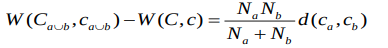 W(C_{a∪b}, c_{a∪b}) − W(C, c) = \frac{N_a N_b}{N_a + N_b} d(c_a, c_b)